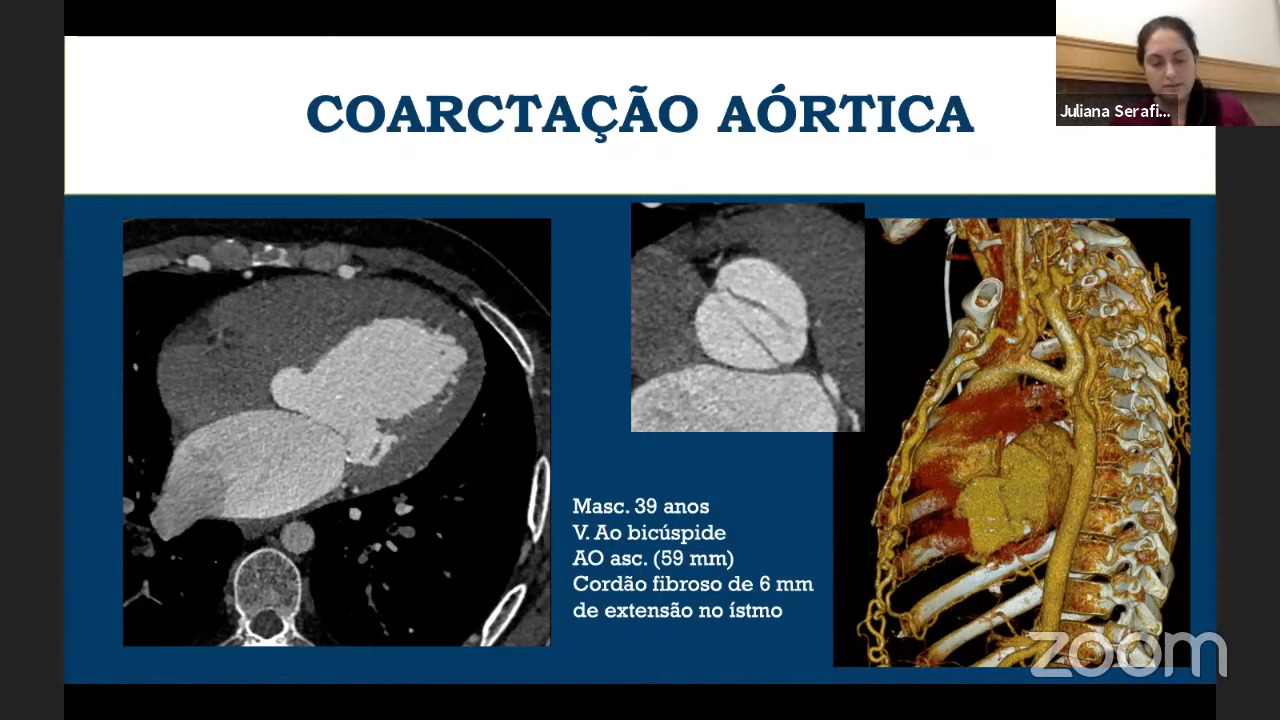 COARCTAÇÃO AÓRTICA
Juliana Serafi...
Masc. 39 anos
V. Ao bicúspide
AO asc. (59 mm)
Cordão fibroso de 6 mm
de extensão no ístmo
zoom